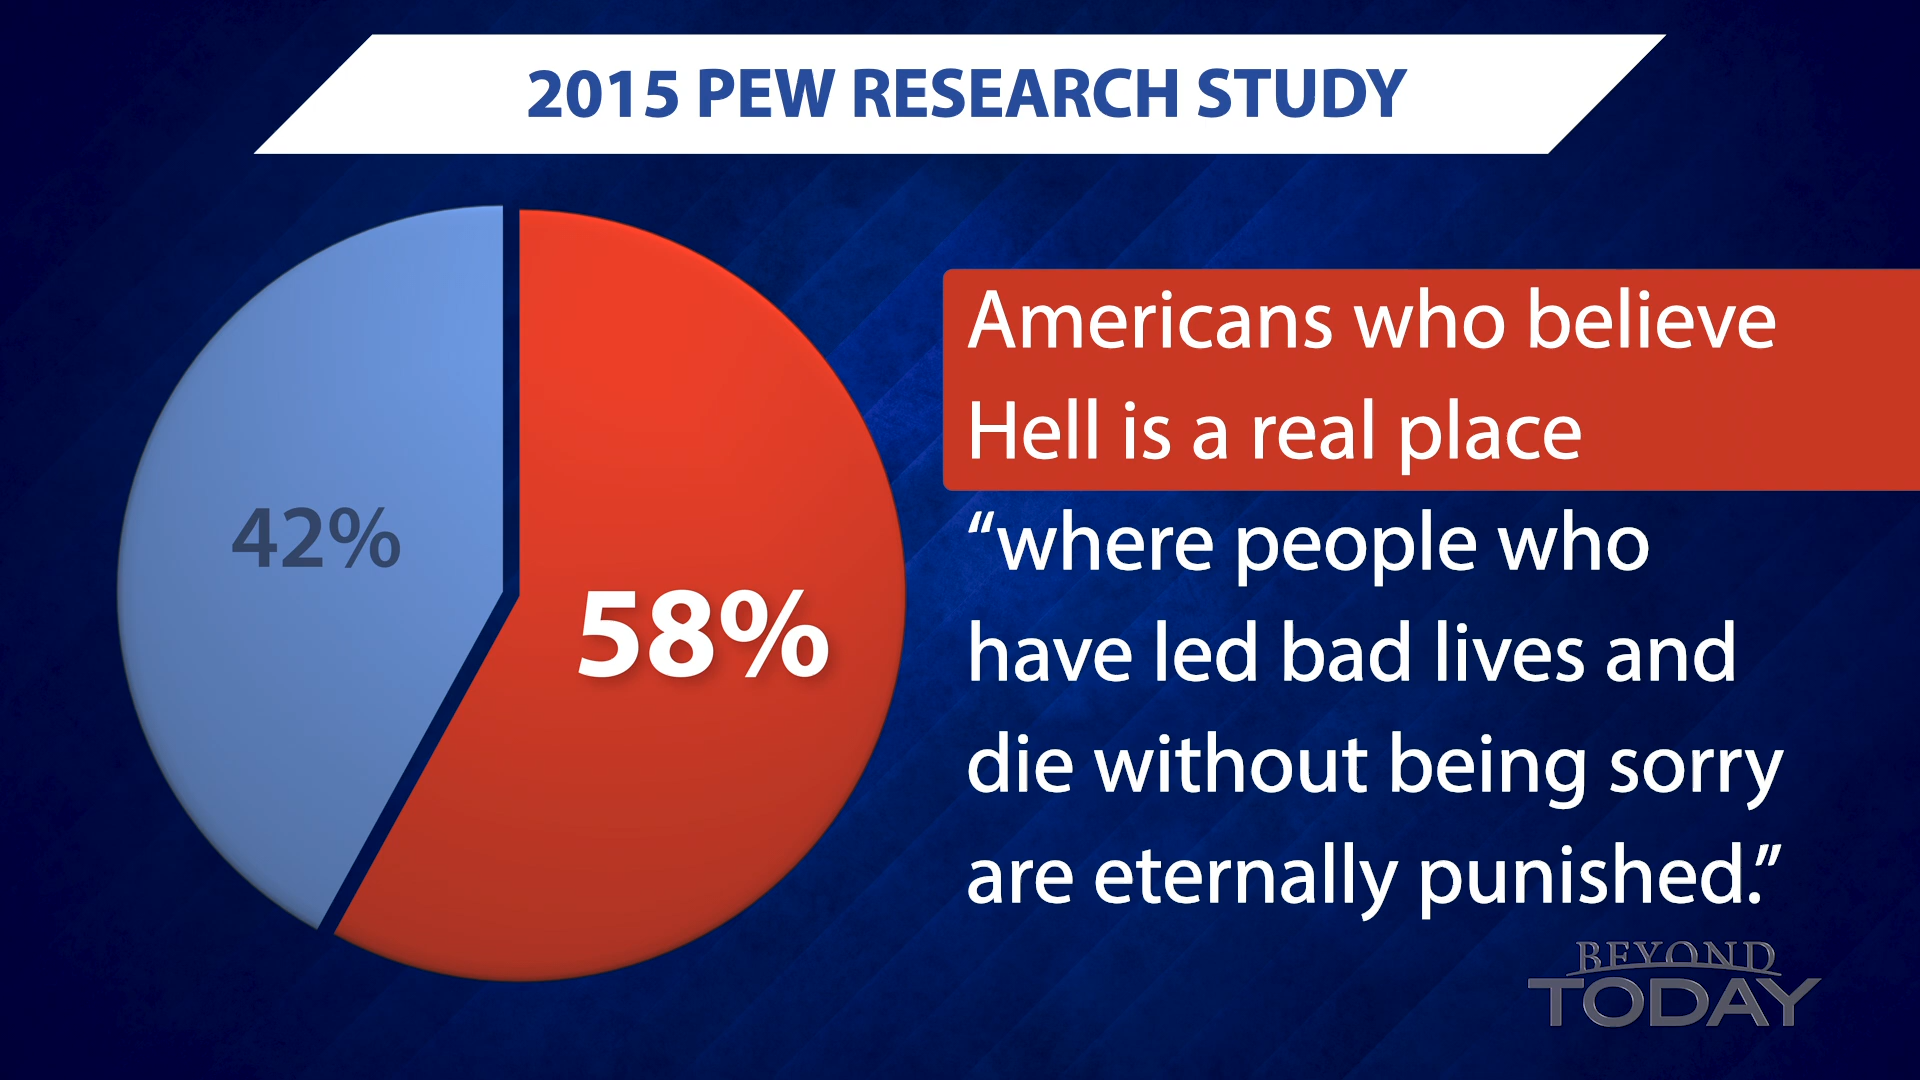 2015 PEW RESEARCH STUDY
42%
58%
Americans who believe
Hell is a real place
“where people who
have led bad lives and
die without being sorry
are eternally punished.”
BEYOND
TODAY